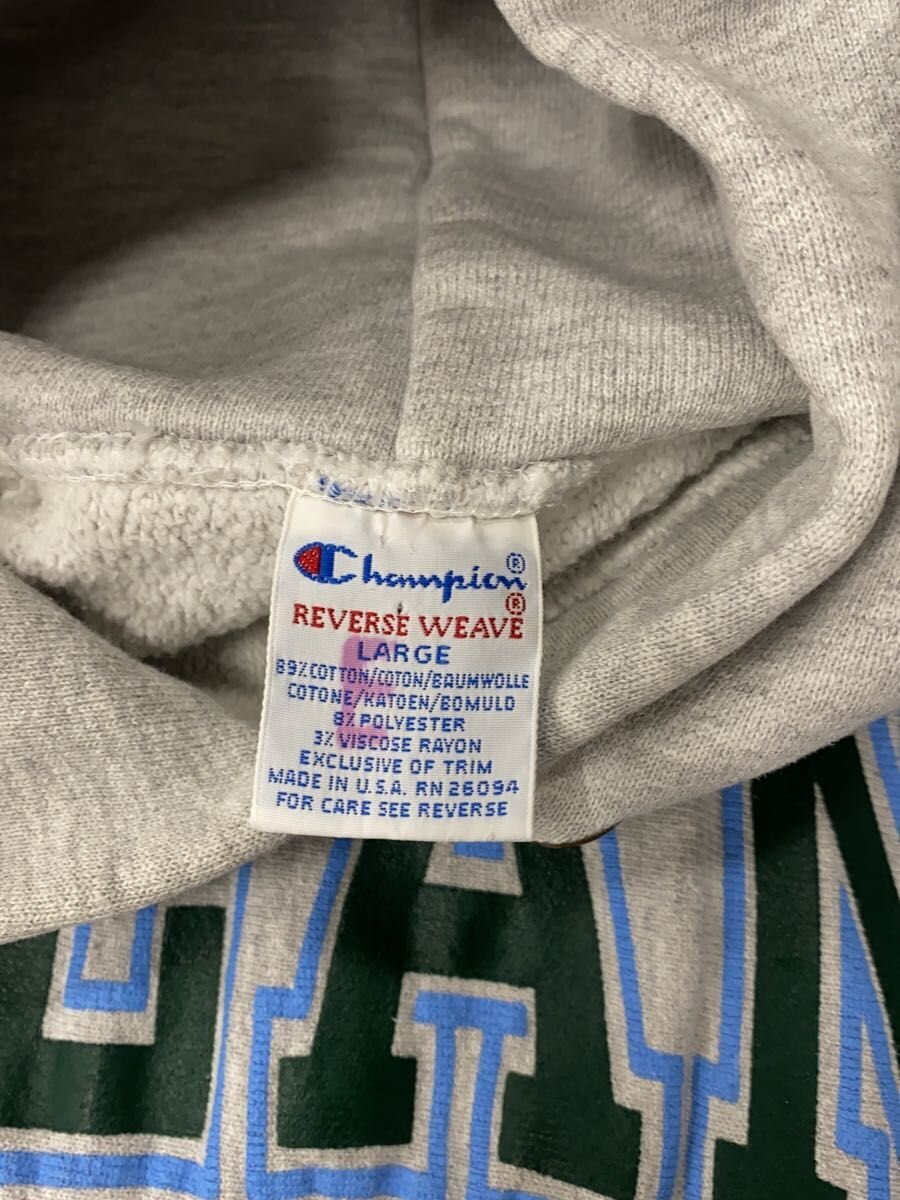 Champion®
REVERSE WEAVE®
LARGE
89% COTTON/COTON/BAUMWOLLE
COTONE/KATOEN/BOMULD
8% POLYESTER
3% VISCOSE RAYON
EXCLUSIVE OF TRIM
MADE IN U.S.A. RN 26094
FOR CARE SEE REVERSE